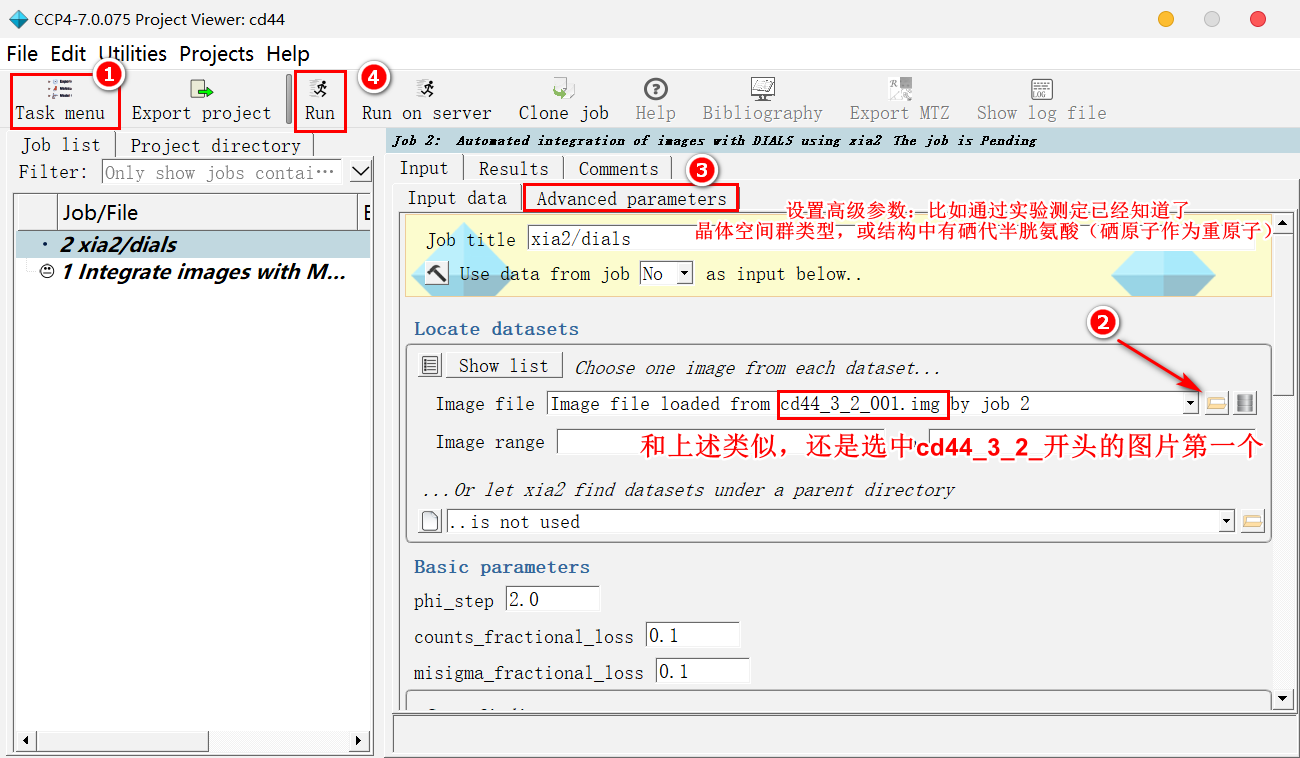 CCP4-7.0.075 Project Viewer: cd44
File Edit Utilities Projects Help
1
4
Task menu Export project Run Run on server Clone job Help Bibliography Export MTZ Show log file
Job list Project directory
Filter: Only show jobs contai···
Job/File E
2 xia2/dials
1 Integrate images with M...
Job 2: Automated integration of images with DIALS using xia2 The job is Pending
Input Results Comments
3
Input data Advanced parameters
设置高级参数：比如通过实验测定已经知道了
晶体空间群类型，或结构中有硒代半胱氨酸（硒原子作为重原子）
Job title xia2/dials
Use data from job No as input below..
2
Locate datasets
Show list Choose one image from each dataset...
Image file Image file loaded from cd44_3_2_001.img by job 2
Image range
和上述类似，还是选中cd44_3_2_开头的图片第一个
...Or let xia2 find datasets under a parent directory
..is not used
Basic parameters
phi_step 2.0
counts_fractional_loss 0.1
misigma_fractional_loss 0.1